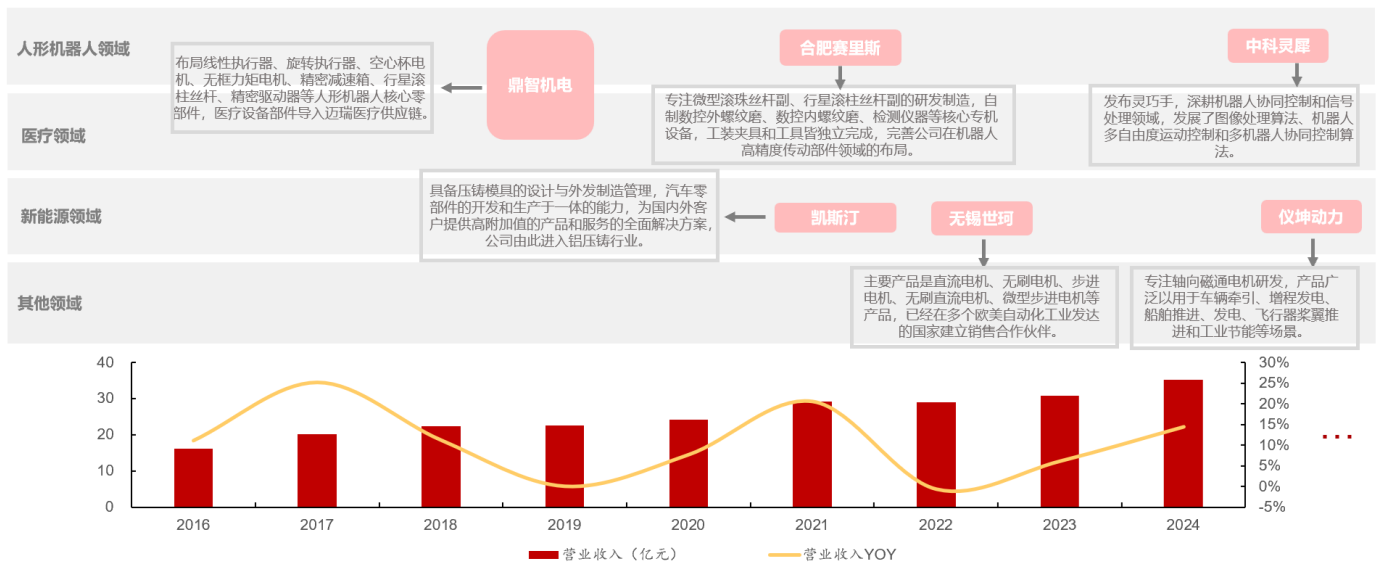 人形机器人领域
布局线性执行器、旋转执行器、空心杯电
机、无框力矩电机、精密减速箱、行星滚
柱丝杆、精密驱动器等人形机器人核心零
部件，医疗设备部件导入迈瑞医疗供应链。
鼎智机电
合肥赛里斯
专注微型滚珠丝杆副、行星滚柱丝杆副的研发制造，自
制数控外螺纹磨、数控内螺纹磨、检测仪器等核心专机
设备，工装夹具和工具皆独立完成，完善公司在机器人
高精度传动部件领域的布局。
中科灵犀
发布灵巧手，深耕机器人协同控制和信号
处理领域，发展了图像处理算法、机器人
多自由度运动控制和多机器人协同控制算
法。
医疗领域
新能源领域
具备压铸模具的设计与外发制造管理，汽车零
部件的开发和生产于一体的能力，为国内外客
户提供高附加值的产品和服务的全面解决方案，
公司由此进入铝压铸行业。
凯斯汀
无锡世珂
仪坤动力
其他领域
主要产品是直流电机、无刷电机、步进
电机、无刷直流电机、微型步进电机等
产品，已经在多个欧美自动化工业发达
的国家建立销售合作伙伴。
专注轴向磁通电机研发，产品广
泛以用于车辆牵引、增程发电、
船舶推进、发电、飞行器桨翼推
进和工业节能等场景。
40
30
20
10
0
30%
25%
20%
15%
10%
5%
0%
-5%
2016
2017
2018
2019
2020
2021
2022
2023
2024
营业收入（亿元）
营业收入YOY